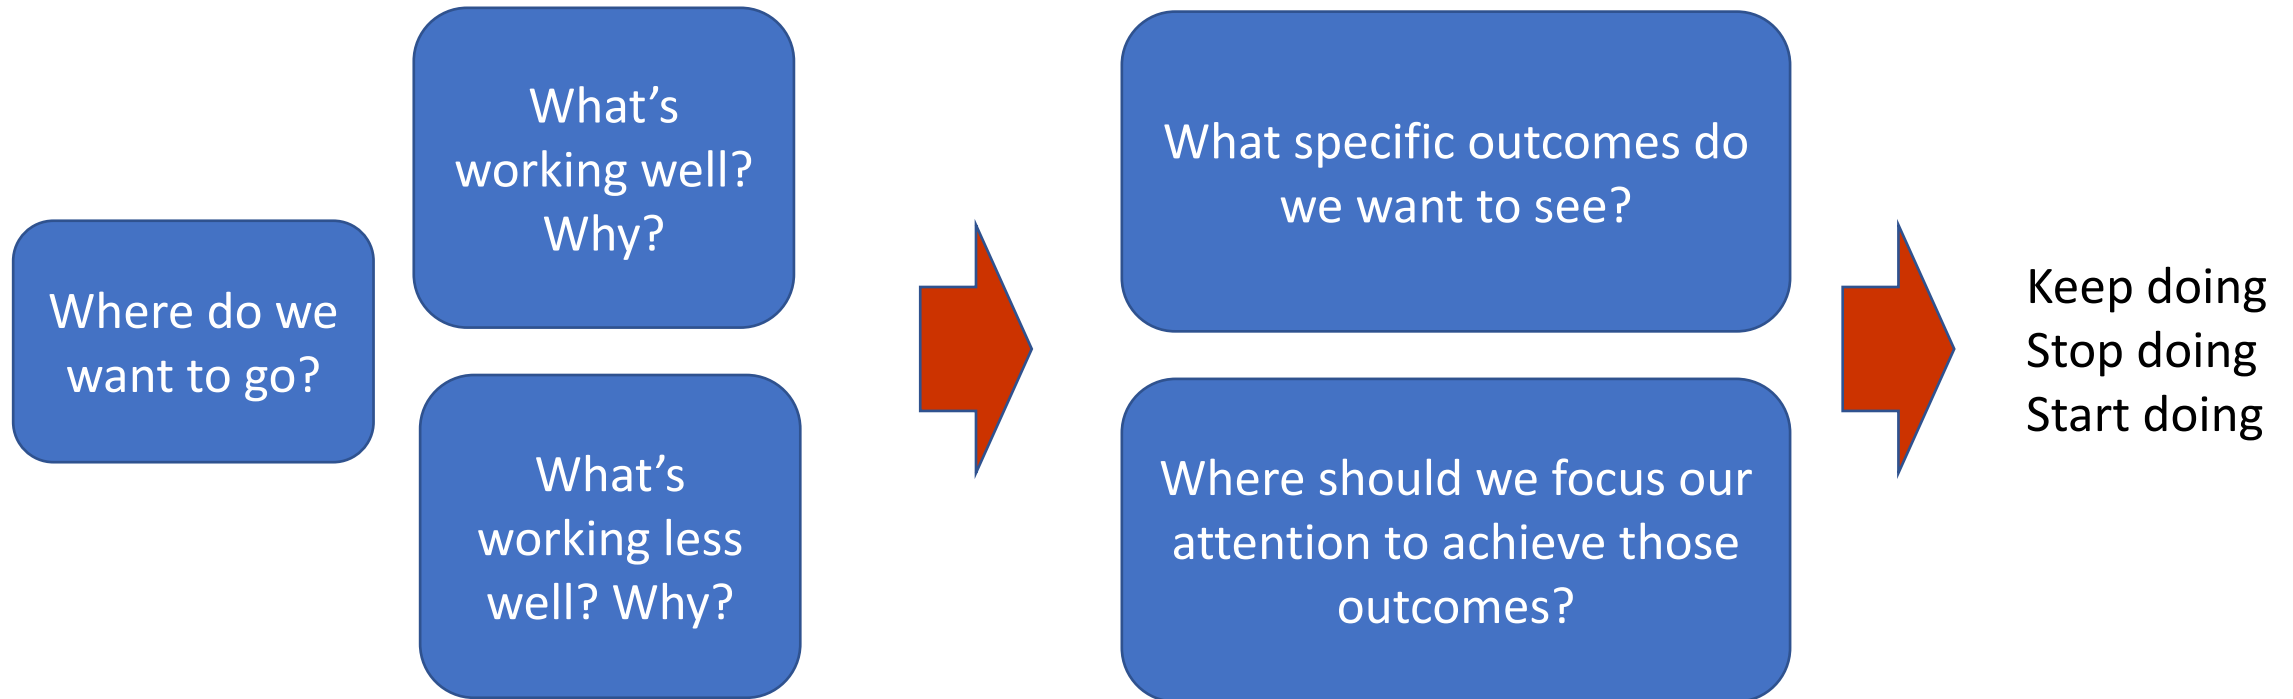 Where do we
want to go?
What’s
working well?
Why?
What’s
working less
well? Why?
What specific outcomes do
we want to see?
Where should we focus our
attention to achieve those
outcomes?
Keep doing
Stop doing
Start doing